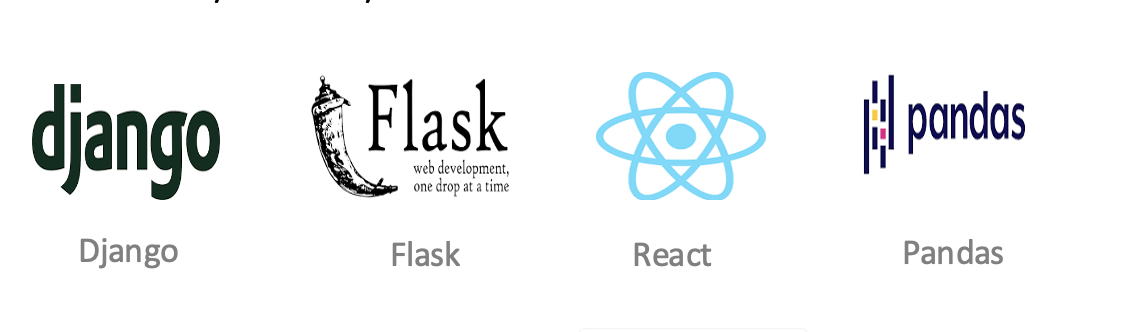 django
Flask
web development,
one drop at a time
pandas
Django
Flask
React
Pandas